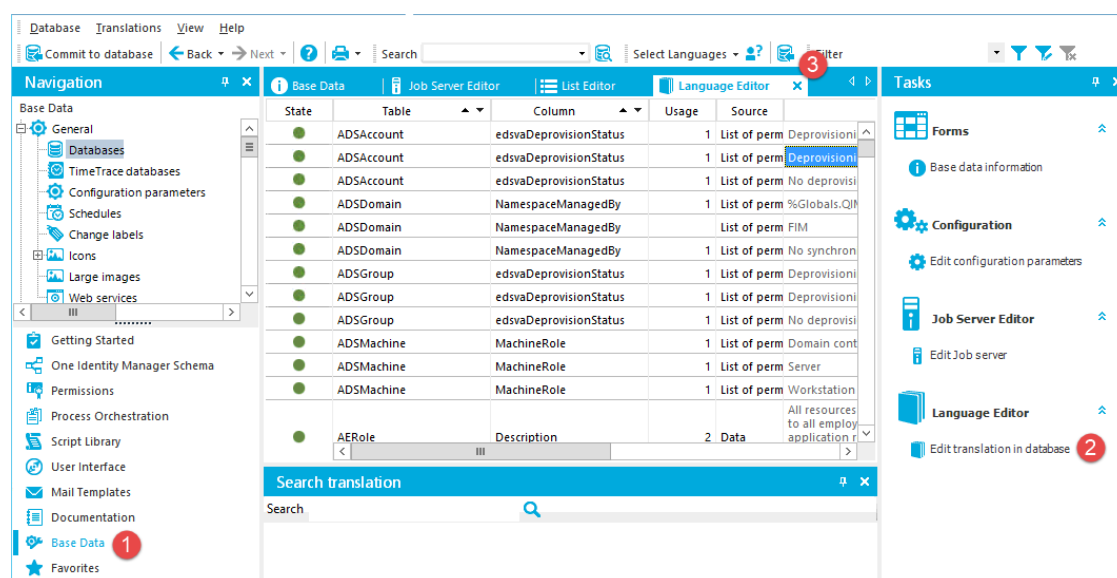 Database Translations View Help
Commit to database Back Next Search Select Languages Filter
3
Navigation
Base Data
General
Databases
TimeTrace databases
Configuration parameters
Schedules
Change labels
Icons
Large images
Web services
Getting Started
One Identity Manager Schema
Permissions
Process Orchestration
Script Library
User Interface
Mail Templates
Documentation
Base Data 1
Favorites
Base Data Job Server Editor List Editor Language Editor
State Table Column Usage Source
ADSAccount edsvaDeprovisionStatus 1 List of perm Deprovisioni
ADSAccount edsvaDeprovisionStatus 1 List of perm Deprovisioni
ADSAccount edsvaDeprovisionStatus 1 List of perm No deprovisi
ADSDomain NamespaceManagedBy 1 List of perm %Globals.QIM
ADSDomain NamespaceManagedBy List of perm FIM
ADSDomain NamespaceManagedBy 1 List of perm No synchron
ADSGroup edsvaDeprovisionStatus 1 List of perm Deprovisioni
ADSGroup edsvaDeprovisionStatus 1 List of perm Deprovisioni
ADSGroup edsvaDeprovisionStatus 1 List of perm No deprovisi
ADSMachine MachineRole 1 List of perm Domain cont
ADSMachine MachineRole 1 List of perm Server
ADSMachine MachineRole 1 List of perm Workstation
All resources
to all employ
AERole Description 2 Data application r
Search translation
Search
Tasks
Forms
Base data information
Configuration
Edit configuration parameters
Job Server Editor
Edit Job server
Language Editor
Edit translation in database 2